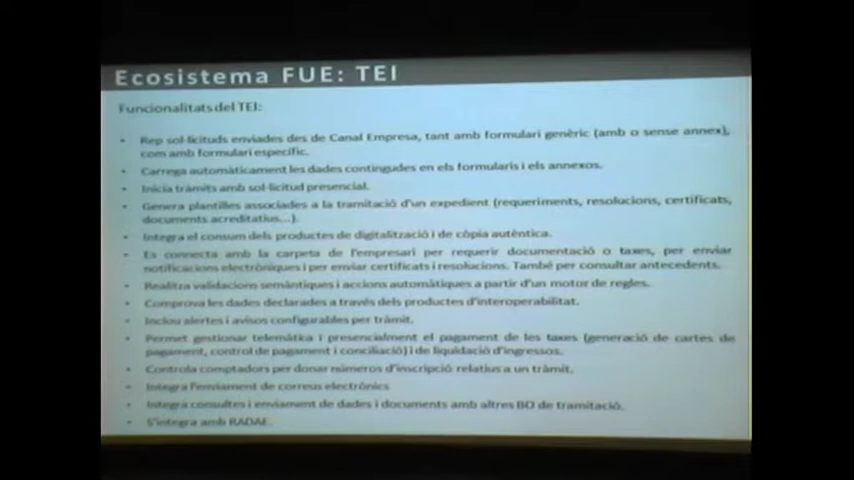 Ecosistema FUE: TEI
Funcionalitats del TEI:
• Rep sol·licituds enviades des de Canal Empresa, tant amb formulari genèric (amb o sense annex),
com amb formulari específic.
• Carrega automàticament les dades contingudes en els formularis i els annexos.
• Inicia tràmits amb sol·licitud presencial.
• Genera plantilles associades a la tramitació d'un expedient (requeriments, resolucions, certificats,
documents acreditatius...).
• Integra el consum dels productes de digitalització i de còpia autèntica.
• Es connecta amb la carpeta de l'empresari per requerir documentació o taxes, per enviar
notificacions electròniques i per enviar certificats i resolucions. També per consultar antecedents.
• Realitza validacions semàntiques i accions automàtiques a partir d'un motor de regles.
• Comprova les dades declarades a través dels productes d'interoperabilitat.
• Inclou alertes i avisos configurables per tràmit.
• Permet gestionar telemàtica i presencialment el pagament de les taxes (generació de cartes de
pagament, control de pagament i conciliació) i de liquidació d'ingressos.
• Controla comptadors per donar números d'inscripció relatius a un tràmit.
• Integra l'enviament de correus electrònics
• Integra consultes i enviament de dades i documents amb altres BO de tramitació.
• S'integra amb RADAE.